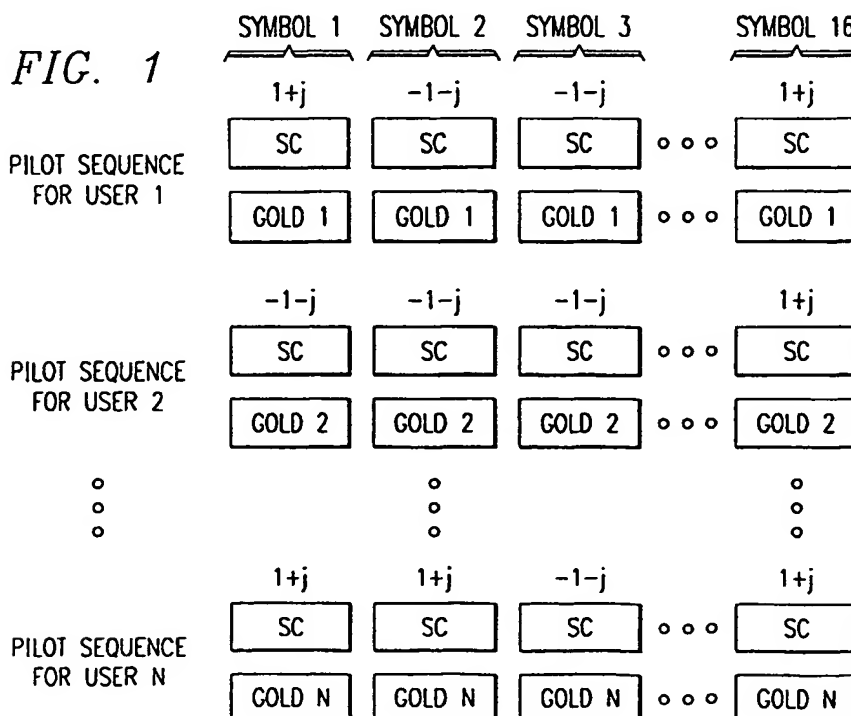 SYMBOL 1 SYMBOL 2 SYMBOL 3 SYMBOL 16
FIG. 1
1+j -1-j -1-j 1+j
PILOT SEQUENCE FOR USER 1
SC SC SC SC
GOLD 1 GOLD 1 GOLD 1 GOLD 1
-1-j -1-j -1-j 1+j
PILOT SEQUENCE FOR USER 2
SC SC SC SC
GOLD 2 GOLD 2 GOLD 2 GOLD 2
1+j 1+j -1-j 1+j
PILOT SEQUENCE FOR USER N
SC SC SC SC
GOLD N GOLD N GOLD N GOLD N